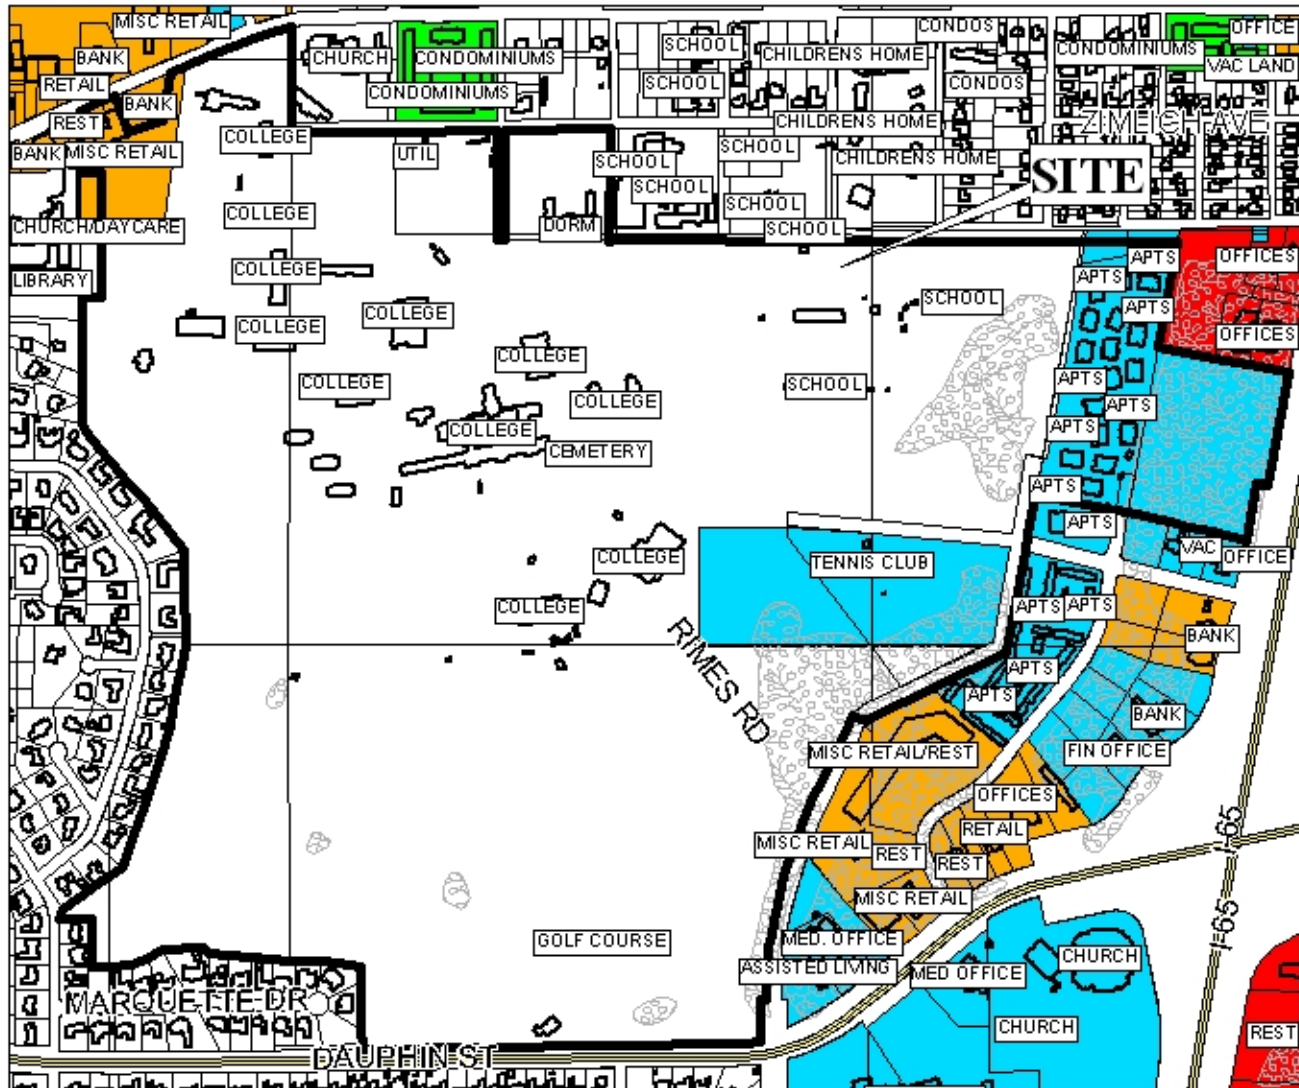 MISC RETAIL
CONDOS
OFFICE
BANK
CHURCH
CONDOMINIUMS
SCHOOL
CHILDRENS HOME
CONDOMINIUMS
VAC LAND
RETAIL
CONDOMINIUMS
SCHOOL
CONDOS
BANK
REST
COLLEGE
CHILDRENS HOME
ZIMLICH AVE
BANK
MISC RETAIL
UTIL
SCHOOL
SCHOOL
CHILDRENS HOME
SITE
SCHOOL
COLLEGE
SCHOOL
CHURCH/DAYCARE
DORM
SCHOOL
LIBRARY
COLLEGE
APTS
OFFICES
APTS
COLLEGE
COLLEGE
SCHOOL
APTS
OFFICES
COLLEGE
COLLEGE
SCHOOL
APTS
COLLEGE
APTS
COLLEGE
APTS
CEMETERY
APTS
APTS
COLLEGE
TENNIS CLUB
VAC
OFFICE
COLLEGE
APTS
APTS
RIMES RD
BANK
APTS
APTS
BANK
MISC RETAIL/REST
FIN OFFICE
OFFICES
MISC RETAIL
REST
RETAIL
REST
I-65
MISC RETAIL
I-65
GOLF COURSE
MED. OFFICE
ASSISTED LIVING
MED OFFICE
CHURCH
MARQUETTE DR
CHURCH
REST
DAUPHIN ST